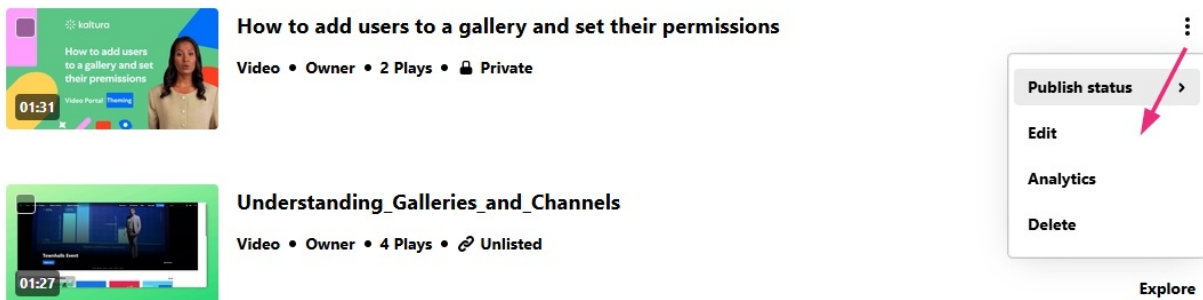 kaltura
How to add users
to a gallery and set
their premissions
Video Portal Theming
01:31
How to add users to a gallery and set their permissions
Video • Owner • 2 Plays • Private
Publish status
Edit
Analytics
Delete
Townhalls Event
01:27
Understanding_Galleries_and_Channels
Video • Owner • 4 Plays • Unlisted
Explore